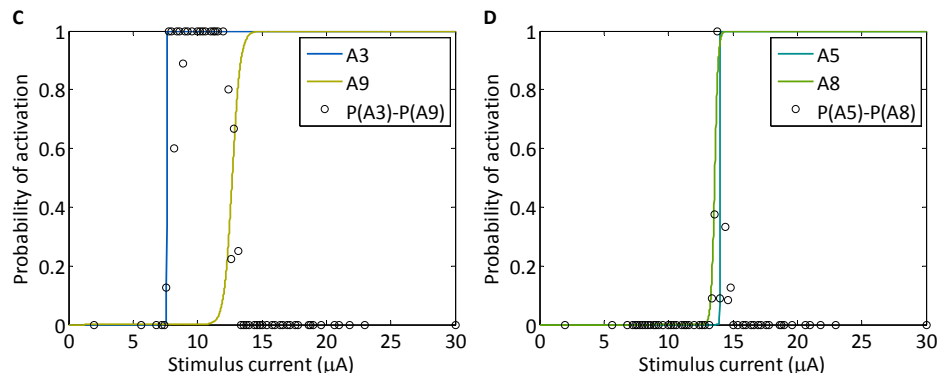 C
Probability of activation
1
0.8
0.6
0.4
0.2
0
0 5 10 15 20 25 30
Stimulus current (μA)
A3
A9
P(A3)-P(A9)
D
Probability of activation
1
0.8
0.6
0.4
0.2
0
0 5 10 15 20 25 30
Stimulus current (μA)
A5
A8
P(A5)-P(A8)